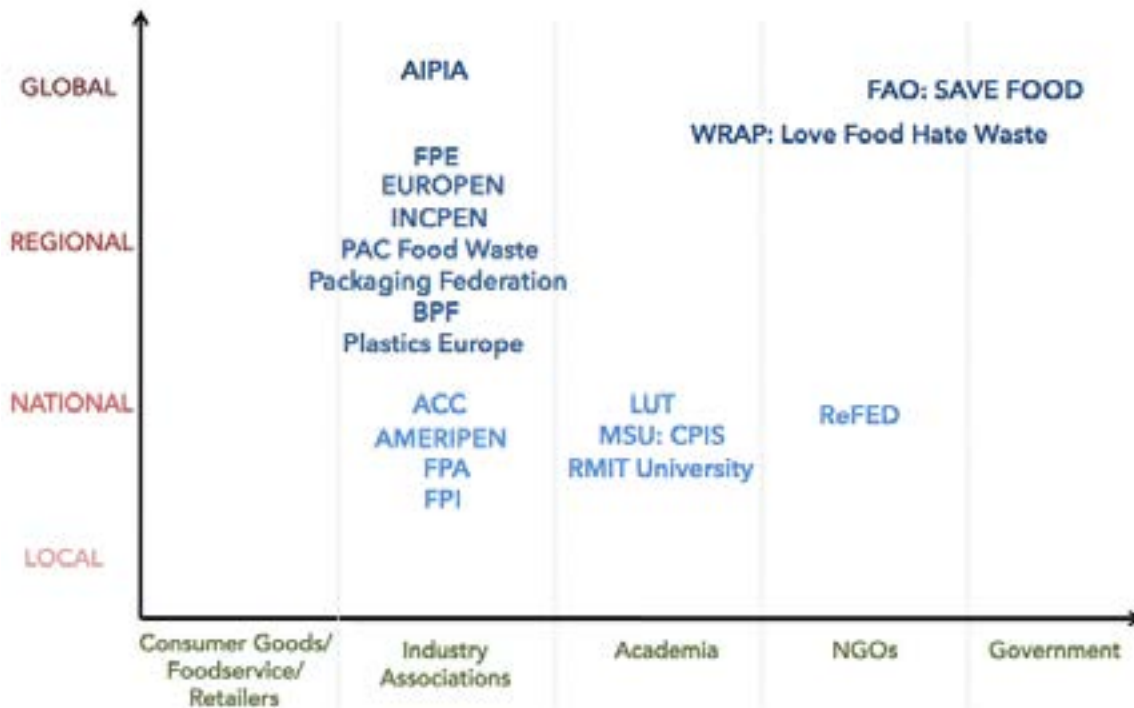 GLOBAL
AIPIA
FAO: SAVE FOOD
WRAP: Love Food Hate Waste
FPE
EUROPEN
INCPEN
REGIONAL
PAC Food Waste
Packaging Federation
BPF
Plastics Europe
NATIONAL
ACC
LUT
ReFED
AMERIPEN
MSU: CPIS
FPA
RMIT University
FPI
LOCAL
Consumer Goods/
Foodservice/
Retailers
Industry
Associations
Academia
NGOs
Government